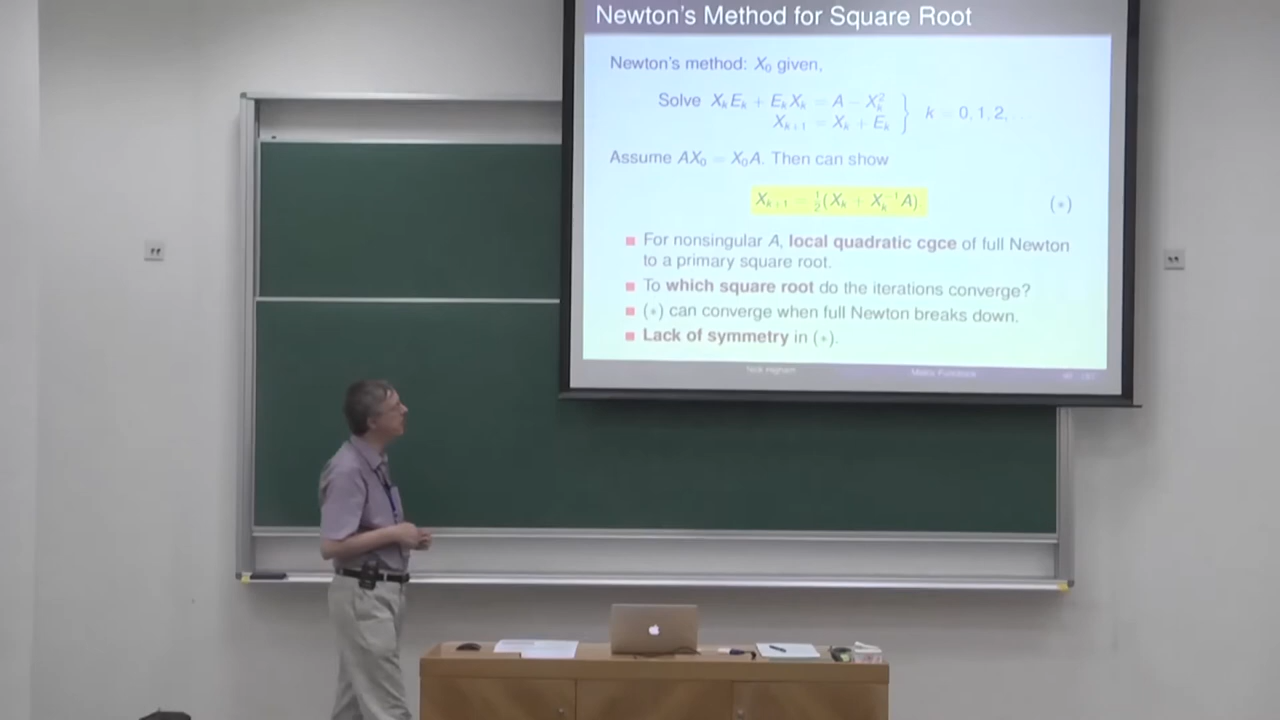 Newton's Method for Square Root
Newton's method: X₀ given,
Solve XₖEₖ + EₖXₖ = A − Xₖ²
Xₖ₊₁ = Xₖ + Eₖ } k = 0, 1, 2, . .
Assume AX₀ = X₀A. Then can show
Xₖ₊₁ = ½(Xₖ + Xₖ⁻¹A) (∗)
For nonsingular A, local quadratic cgce of full Newton
to a primary square root.
To which square root do the iterations converge?
(∗) can converge when full Newton breaks down.
Lack of symmetry in (∗).
Nick Higham Matrix Functions